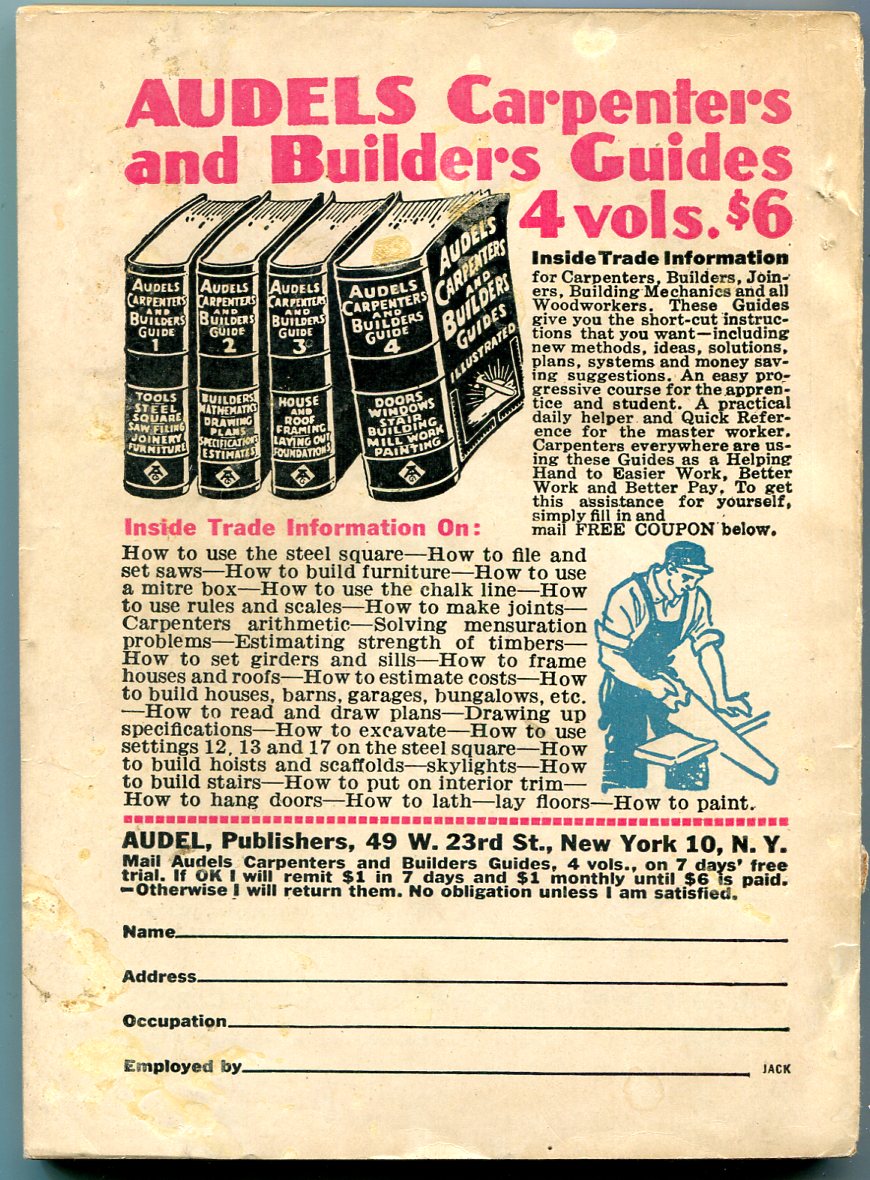 AUDELS Carpenters
and Builders Guides
4 vols. $6
AUDELS
CARPENTERS
AND
BUILDERS
GUIDE
1
TOOLS
STEEL
SQUARE
SAW FILING
JOINERY
FURNITURE
AUDELS
CARPENTERS
AND
BUILDERS
GUIDE
2
BUILDERS
MATHEMATICS
DRAWING
PLANS
SPECIFICATIONS
ESTIMATES
AUDELS
CARPENTERS
AND
BUILDERS
GUIDE
3
HOUSE
AND
ROOF
FRAMING
LAYING OUT
FOUNDATIONS
AUDELS
CARPENTERS
AND
BUILDERS
GUIDE
4
DOORS
WINDOWS
STAIR
BUILDING
MILL WORK
PAINTING
AUDELS
CARPENTERS
AND
BUILDERS
GUIDES
ILLUSTRATED
Inside Trade Information
for Carpenters, Builders, Join-
ers, Building Mechanics and all
Woodworkers. These Guides
give you the short-cut instruc-
tions that you want—including
new methods, ideas, solutions,
plans, systems and money sav-
ing suggestions. An easy pro-
gressive course for the appren-
tice and student. A practical
daily helper and Quick Refer-
ence for the master worker.
Carpenters everywhere are us-
ing these Guides as a Helping
Hand to Easier Work, Better
Work and Better Pay. To get
this assistance for yourself,
simply fill in and
mail FREE COUPON below.
Inside Trade Information On:
How to use the steel square—How to file and
set saws—How to build furniture—How to use
a mitre box—How to use the chalk line—How
to use rules and scales—How to make joints—
Carpenters arithmetic—Solving mensuration
problems—Estimating strength of timbers—
How to set girders and sills—How to frame
houses and roofs—How to estimate costs—How
to build houses, barns, garages, bungalows, etc.
—How to read and draw plans—Drawing up
specifications—How to excavate—How to use
settings 12, 13 and 17 on the steel square—How
to build hoists and scaffolds—skylights—How
to build stairs—How to put on interior trim—
How to hang doors—How to lath—lay floors—How to paint.
AUDEL, Publishers, 49 W. 23rd St., New York 10, N. Y.
Mail Audels Carpenters and Builders Guides, 4 vols., on 7 days' free
trial. If OK I will remit $1 in 7 days and $1 monthly until $6 is paid.
—Otherwise I will return them. No obligation unless I am satisfied.
Name
Address
Occupation
Employed by
JACK